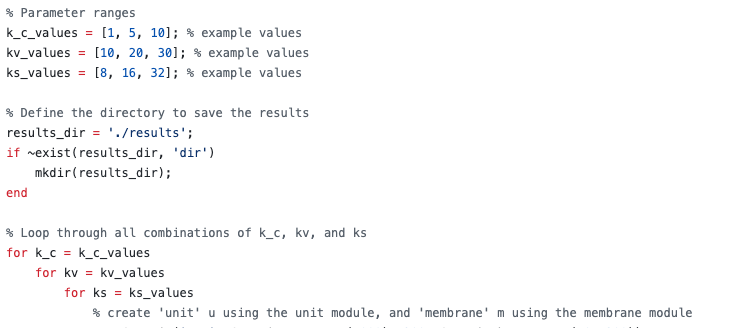 % Parameter ranges
k_c_values = [1, 5, 10]; % example values
kv_values = [10, 20, 30]; % example values
ks_values = [8, 16, 32]; % example values

% Define the directory to save the results
results_dir = './results';
if ~exist(results_dir, 'dir')
    mkdir(results_dir);
end

% Loop through all combinations of k_c, kv, and ks
for k_c = k_c_values
    for kv = kv_values
        for ks = ks_values
            % create 'unit' u using the unit module, and 'membrane' m using the membrane module